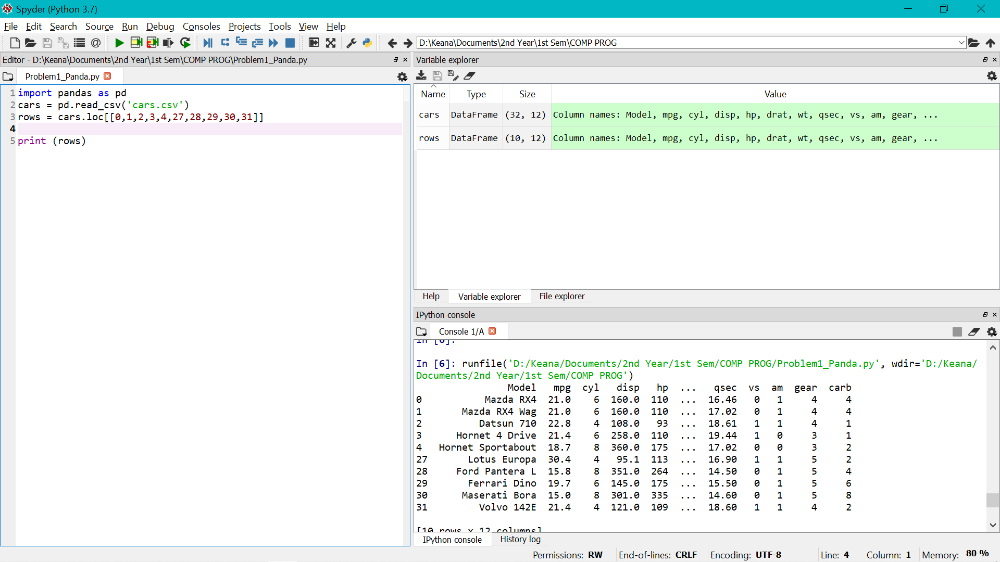 Spyder (Python 3.7)
File Edit Search Source Run Debug Consoles Projects Tools View Help
D:\Keana\Documents\2nd Year\1st Sem\COMP PROG
Editor - D:\Keana\Documents\2nd Year\1st Sem\COMP PROG\Problem1_Panda.py
Problem1_Panda.py
1 import pandas as pd
2 cars = pd.read_csv('cars.csv')
3 rows = cars.loc[[0,1,2,3,4,27,28,29,30,31]]
4
5 print (rows)
Variable explorer
Name Type Size Value
cars DataFrame (32, 12) Column names: Model, mpg, cyl, disp, hp, drat, wt, qsec, vs, am, gear, ...
rows DataFrame (10, 12) Column names: Model, mpg, cyl, disp, hp, drat, wt, qsec, vs, am, gear, ...
Help Variable explorer File explorer
IPython console
Console 1/A
In [6]:
In [6]: runfile('D:/Keana/Documents/2nd Year/1st Sem/COMP PROG/Problem1_Panda.py', wdir='D:/Keana/
Documents/2nd Year/1st Sem/COMP PROG')
Model mpg cyl disp hp ... qsec vs am gear carb
0 Mazda RX4 21.0 6 160.0 110 ... 16.46 0 1 4 4
1 Mazda RX4 Wag 21.0 6 160.0 110 ... 17.02 0 1 4 4
2 Datsun 710 22.8 4 108.0 93 ... 18.61 1 1 4 1
3 Hornet 4 Drive 21.4 6 258.0 110 ... 19.44 1 0 3 1
4 Hornet Sportabout 18.7 8 360.0 175 ... 17.02 0 0 3 2
27 Lotus Europa 30.4 4 95.1 113 ... 16.90 1 1 5 2
28 Ford Pantera L 15.8 8 351.0 264 ... 14.50 0 1 5 4
29 Ferrari Dino 19.7 6 145.0 175 ... 15.50 0 1 5 6
30 Maserati Bora 15.0 8 301.0 335 ... 14.60 0 1 5 8
31 Volvo 142E 21.4 4 121.0 109 ... 18.60 1 1 4 2
[10 rows x 12 columns]
IPython console History log
Permissions: RW End-of-lines: CRLF Encoding: UTF-8 Line: 4 Column: 1 Memory: 80 %